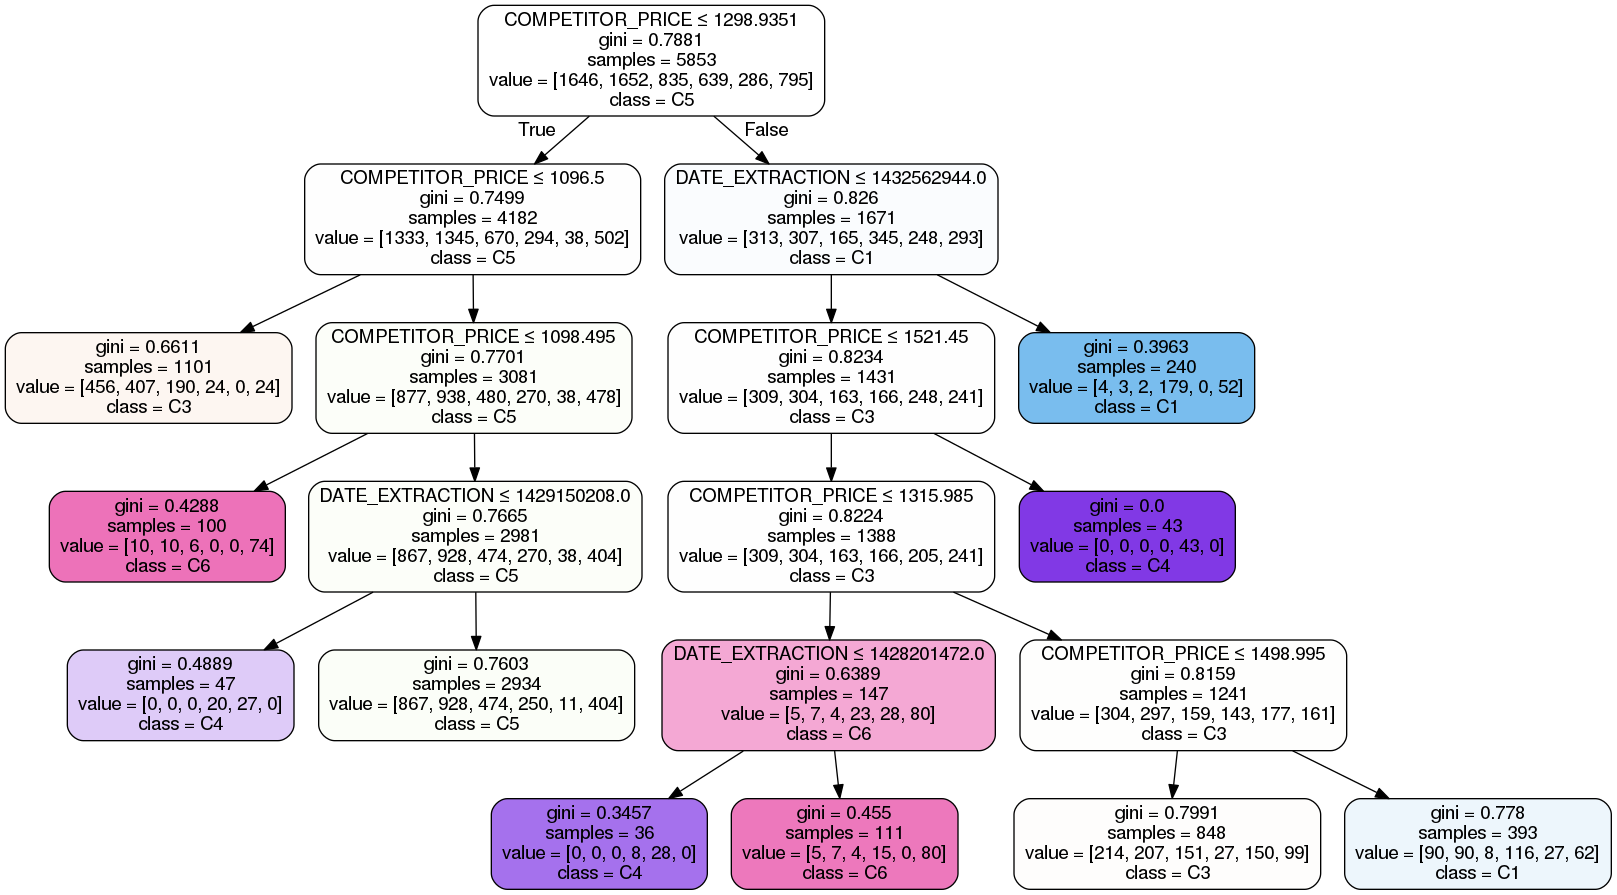 COMPETITOR_PRICE ≤ 1298.9351
gini = 0.7881
samples = 5853
value = [1646, 1652, 835, 639, 286, 795]
class = C5
True
False
COMPETITOR_PRICE ≤ 1096.5
gini = 0.7499
samples = 4182
value = [1333, 1345, 670, 294, 38, 502]
class = C5
DATE_EXTRACTION ≤ 1432562944.0
gini = 0.826
samples = 1671
value = [313, 307, 165, 345, 248, 293]
class = C1
gini = 0.6611
samples = 1101
value = [456, 407, 190, 24, 0, 24]
class = C3
COMPETITOR_PRICE ≤ 1098.495
gini = 0.7701
samples = 3081
value = [877, 938, 480, 270, 38, 478]
class = C5
COMPETITOR_PRICE ≤ 1521.45
gini = 0.8234
samples = 1431
value = [309, 304, 163, 166, 248, 241]
class = C3
gini = 0.3963
samples = 240
value = [4, 3, 2, 179, 0, 52]
class = C1
gini = 0.4288
samples = 100
value = [10, 10, 6, 0, 0, 74]
class = C6
DATE_EXTRACTION ≤ 1429150208.0
gini = 0.7665
samples = 2981
value = [867, 928, 474, 270, 38, 404]
class = C5
COMPETITOR_PRICE ≤ 1315.985
gini = 0.8224
samples = 1388
value = [309, 304, 163, 166, 205, 241]
class = C3
gini = 0.0
samples = 43
value = [0, 0, 0, 0, 43, 0]
class = C4
gini = 0.4889
samples = 47
value = [0, 0, 0, 20, 27, 0]
class = C4
gini = 0.7603
samples = 2934
value = [867, 928, 474, 250, 11, 404]
class = C5
DATE_EXTRACTION ≤ 1428201472.0
gini = 0.6389
samples = 147
value = [5, 7, 4, 23, 28, 80]
class = C6
COMPETITOR_PRICE ≤ 1498.995
gini = 0.8159
samples = 1241
value = [304, 297, 159, 143, 177, 161]
class = C3
gini = 0.3457
samples = 36
value = [0, 0, 0, 8, 28, 0]
class = C4
gini = 0.455
samples = 111
value = [5, 7, 4, 15, 0, 80]
class = C6
gini = 0.7991
samples = 848
value = [214, 207, 151, 27, 150, 99]
class = C3
gini = 0.778
samples = 393
value = [90, 90, 8, 116, 27, 62]
class = C1